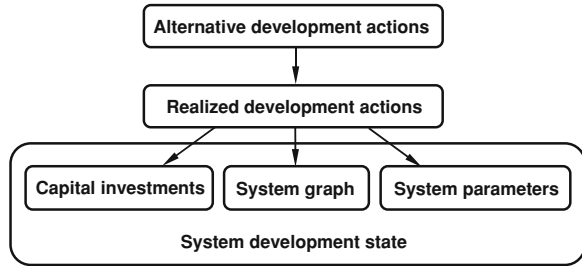 Alternative development actions
Realized development actions
Capital investments
System graph
System parameters
System development state